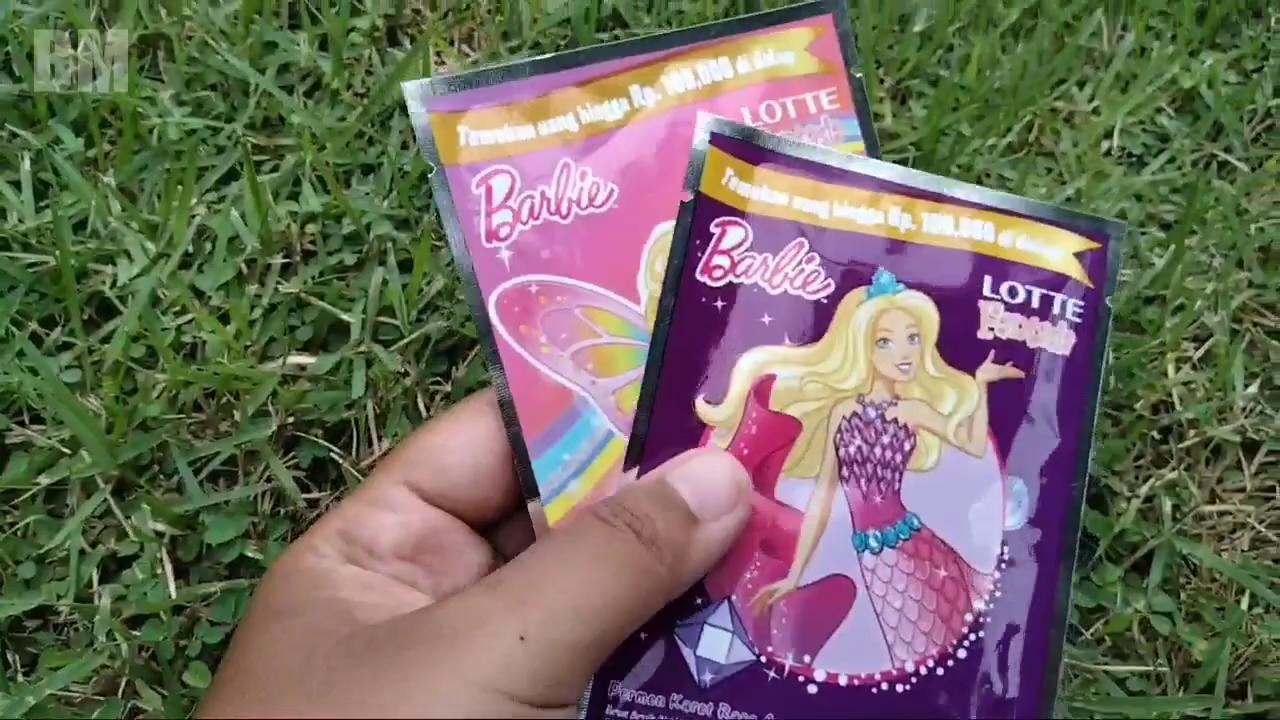 BM
Temukan uang hingga Rp. 100,000 di dalam
LOTTE
Barbie
Temukan uang hingga Rp. 100,000 di dalam
Barbie
LOTTE
Permen Karet Rasa